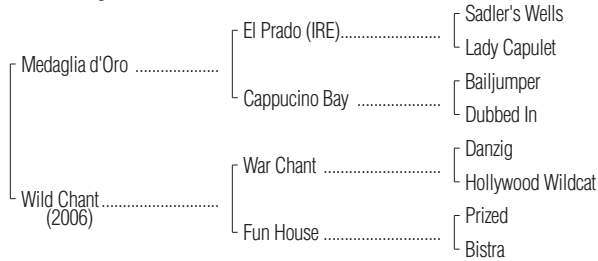 Sadler's Wells
El Prado (IRE)....................
Lady Capulet
Medaglia d'Oro .................
Bailjumper
Cappucino Bay .................
Dubbed In
Danzig
War Chant ........................
Hollywood Wildcat
Wild Chant........................
(2006)
Prized
Fun House ........................
Bistra